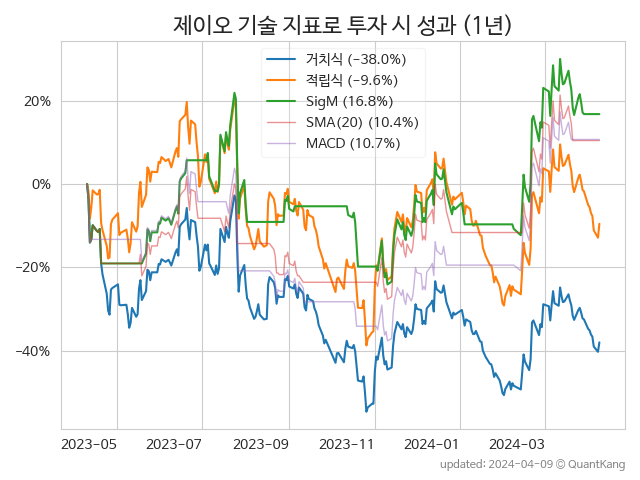 제이오 기술 지표로 투자 시 성과 (1년)
거치식 (−38.0%)
적립식 (−9.6%)
SigM (16.8%)
SMA(20) (10.4%)
MACD (10.7%)
20%
0%
−20%
−40%
2023-05 2023-07 2023-09 2023-11 2024-01 2024-03
updated: 2024-04-09 © QuantKang